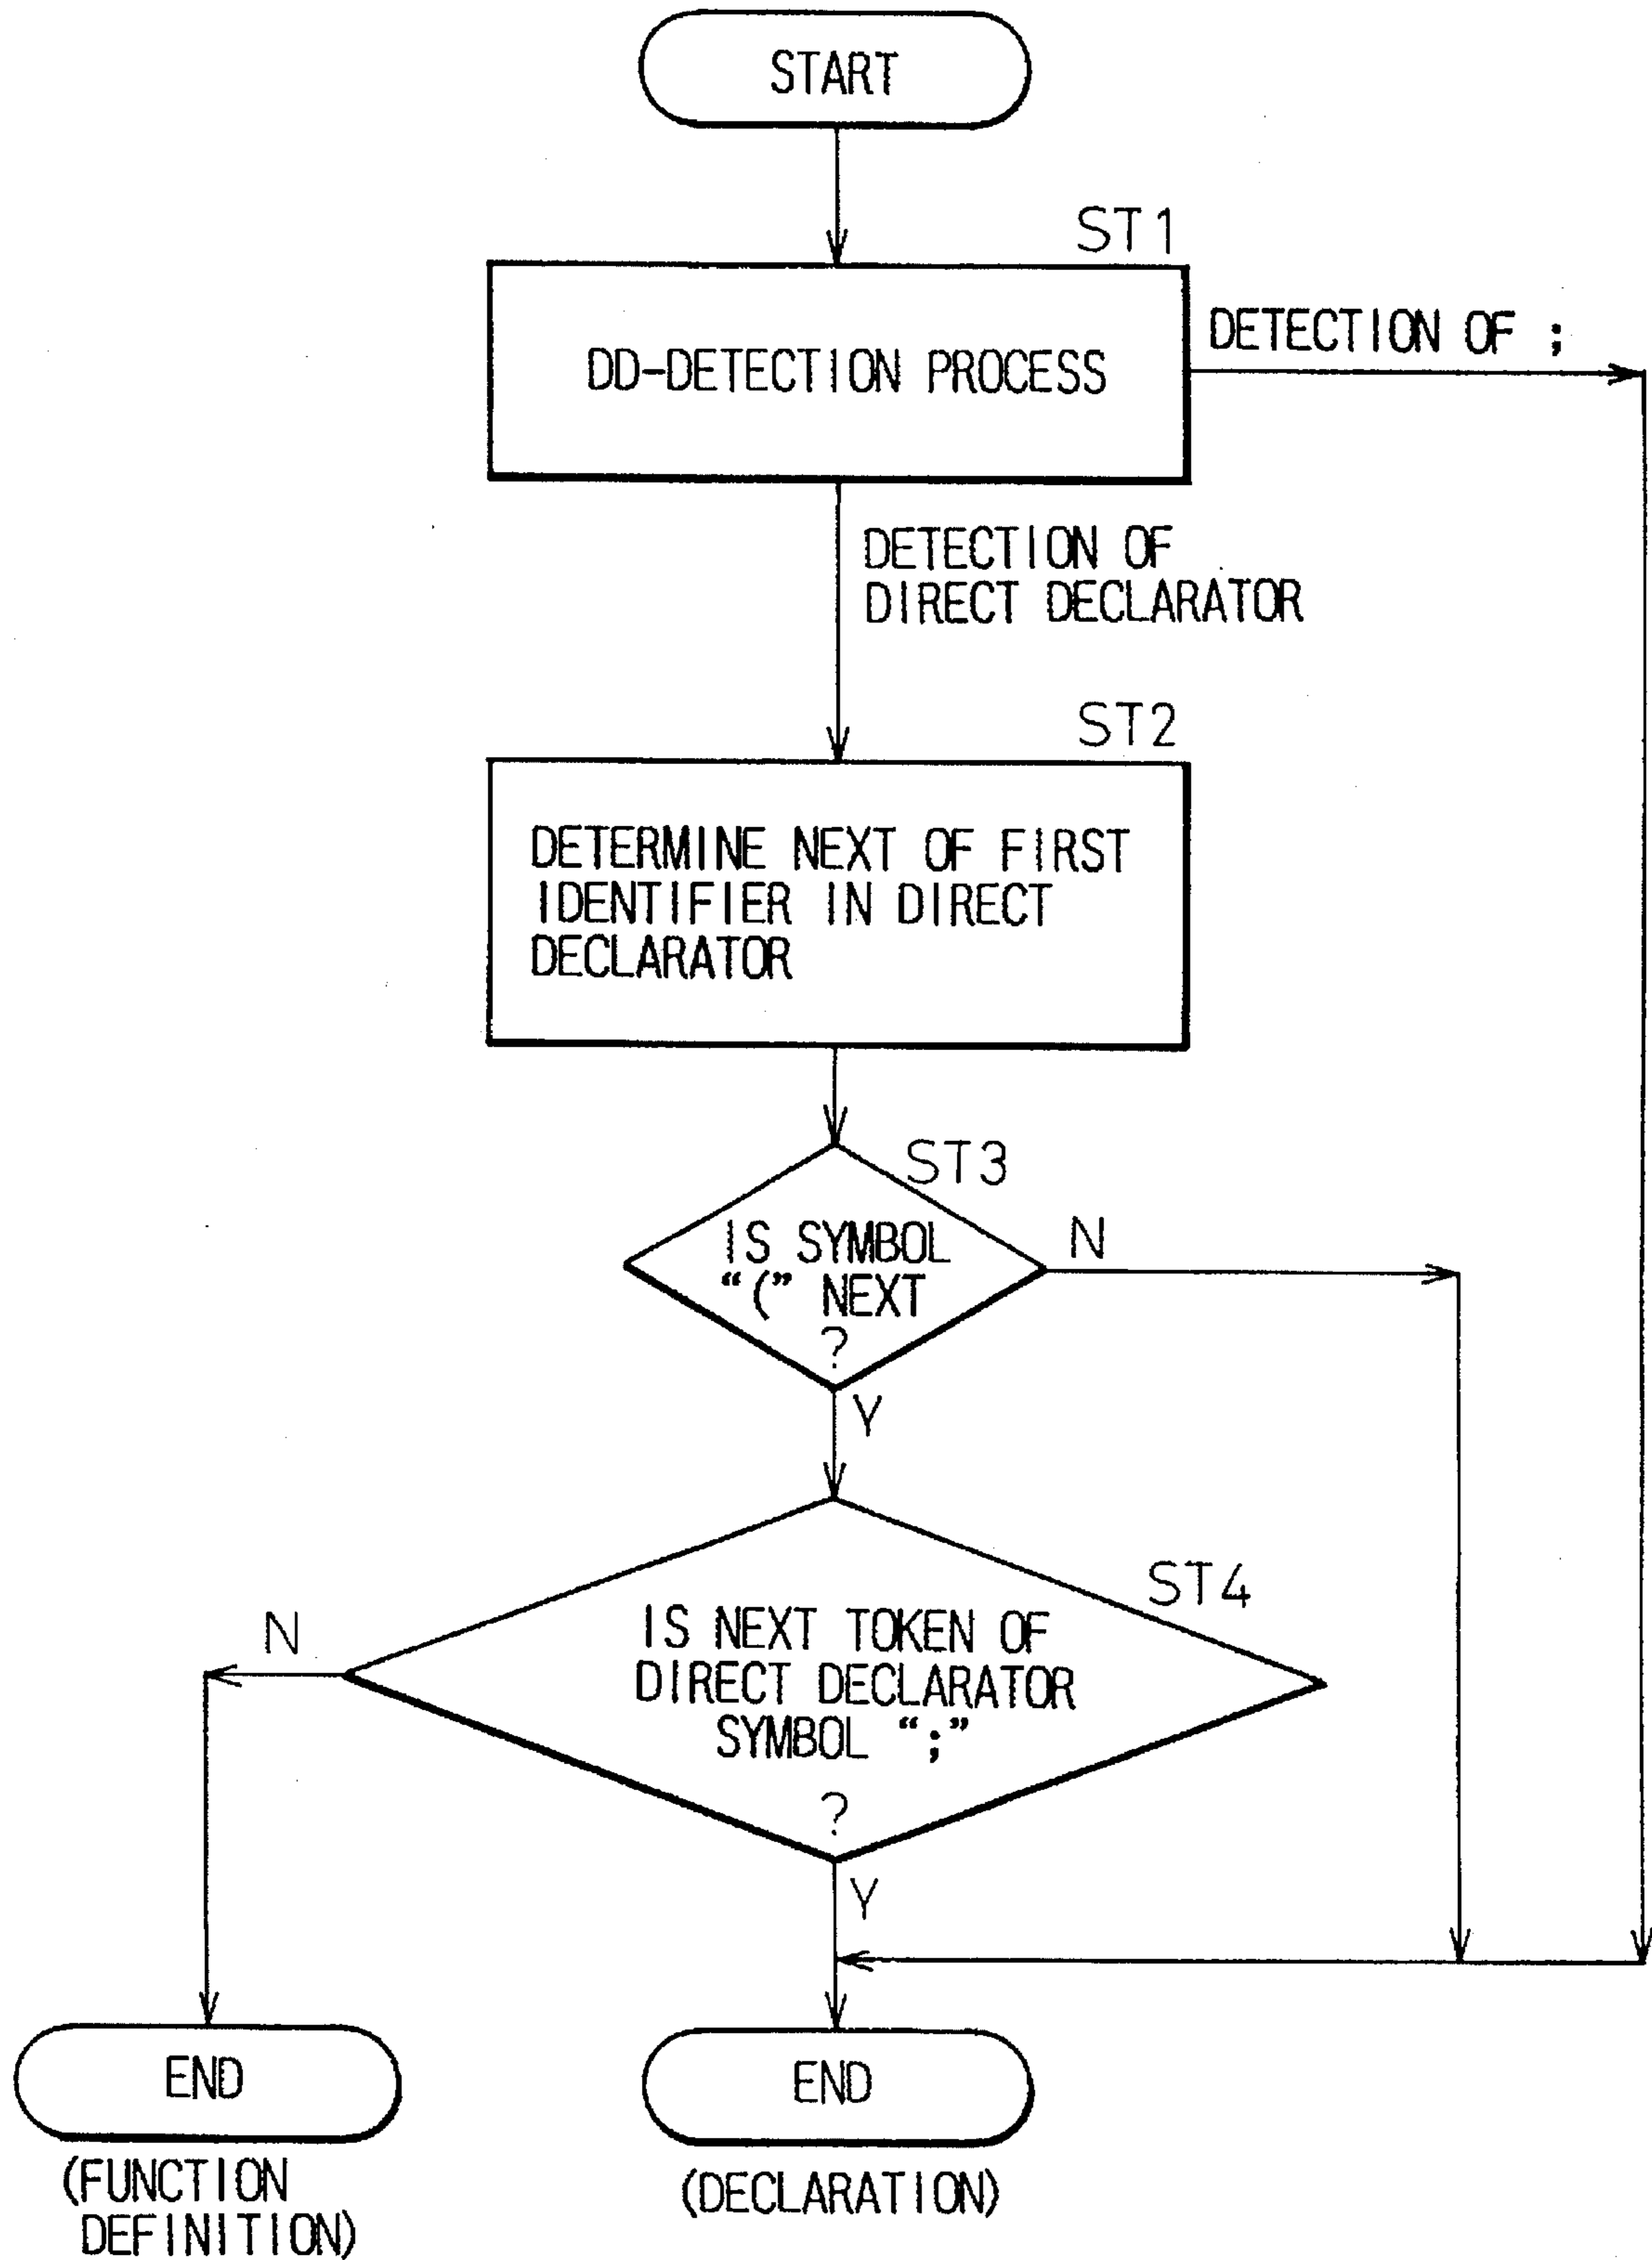 START
ST1
DD-DETECTION PROCESS
DETECTION OF ;
DETECTION OF
DIRECT DECLARATOR
ST2
DETERMINE NEXT OF FIRST
IDENTIFIER IN DIRECT
DECLARATOR
ST3
IS SYMBOL
“(” NEXT
?
N
Y
ST4
IS NEXT TOKEN OF
DIRECT DECLARATOR
SYMBOL “;”
?
N
Y
END
(FUNCTION
DEFINITION)
END
(DECLARATION)